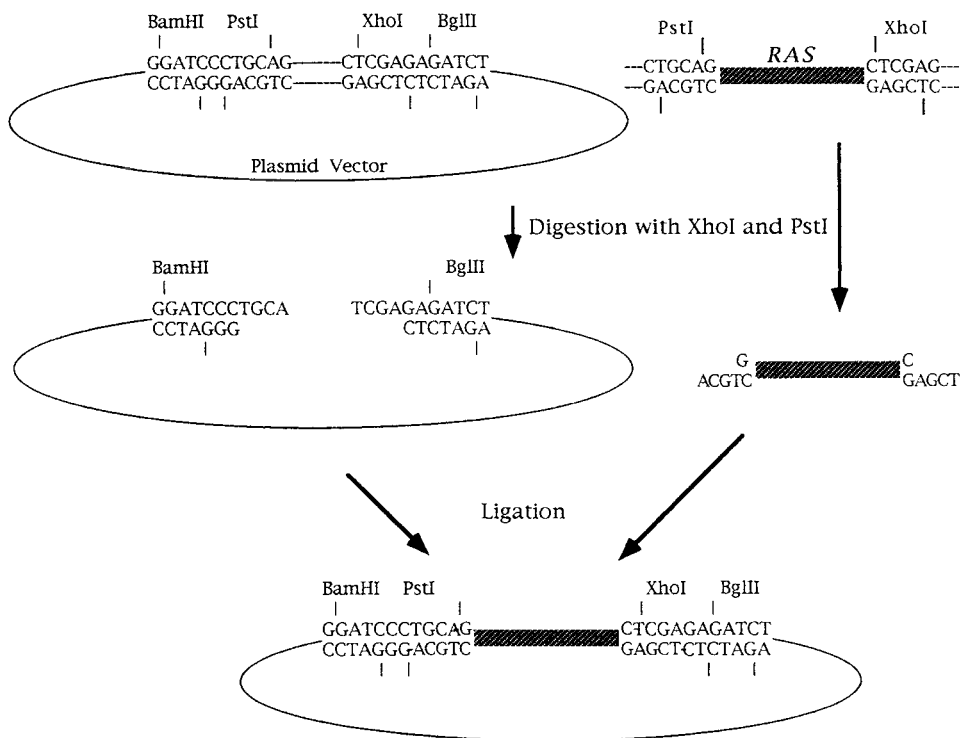 BamHI PstI XhoI BglII
GGATCCCTGCAG------CTCGAGAGATCT
CCTAGGGACGTC------GAGCTCTCTAGA
Plasmid Vector
PstI RAS XhoI
---CTGCAG CTCGAG---
---GACGTC GAGCTC---
Digestion with XhoI and PstI
BamHI BglII
GGATCCCTGCA TCGAGAGATCT
CCTAGGG CTCTAGA
G C
ACGTC GAGCT
Ligation
BamHI PstI XhoI BglII
GGATCCCTGCAG CTCGAGAGATCT
CCTAGGGACGTC GAGCTCTCTAGA